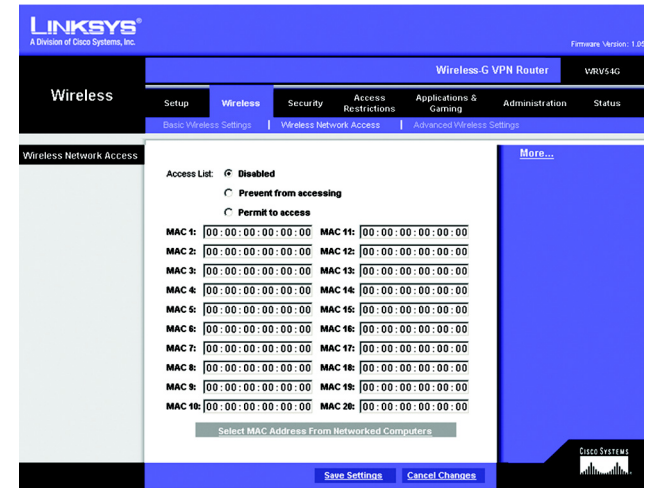 LINKSYS®
A Division of Cisco Systems, Inc.
Firmware Version: 1.05
Wireless-G VPN Router WRV54G
Wireless
Setup Wireless Security Access Restrictions Applications & Gaming Administration Status
Basic Wireless Settings | Wireless Network Access | Advanced Wireless Settings
Wireless Network Access
More...
Access List: Disabled
Prevent from accessing
Permit to access
MAC 1: 00:00:00:00:00:00 MAC 11: 00:00:00:00:00:00
MAC 2: 00:00:00:00:00:00 MAC 12: 00:00:00:00:00:00
MAC 3: 00:00:00:00:00:00 MAC 13: 00:00:00:00:00:00
MAC 4: 00:00:00:00:00:00 MAC 14: 00:00:00:00:00:00
MAC 5: 00:00:00:00:00:00 MAC 15: 00:00:00:00:00:00
MAC 6: 00:00:00:00:00:00 MAC 16: 00:00:00:00:00:00
MAC 7: 00:00:00:00:00:00 MAC 17: 00:00:00:00:00:00
MAC 8: 00:00:00:00:00:00 MAC 18: 00:00:00:00:00:00
MAC 9: 00:00:00:00:00:00 MAC 19: 00:00:00:00:00:00
MAC 10: 00:00:00:00:00:00 MAC 20: 00:00:00:00:00:00
Select MAC Address From Networked Computers
Save Settings Cancel Changes
CISCO SYSTEMS